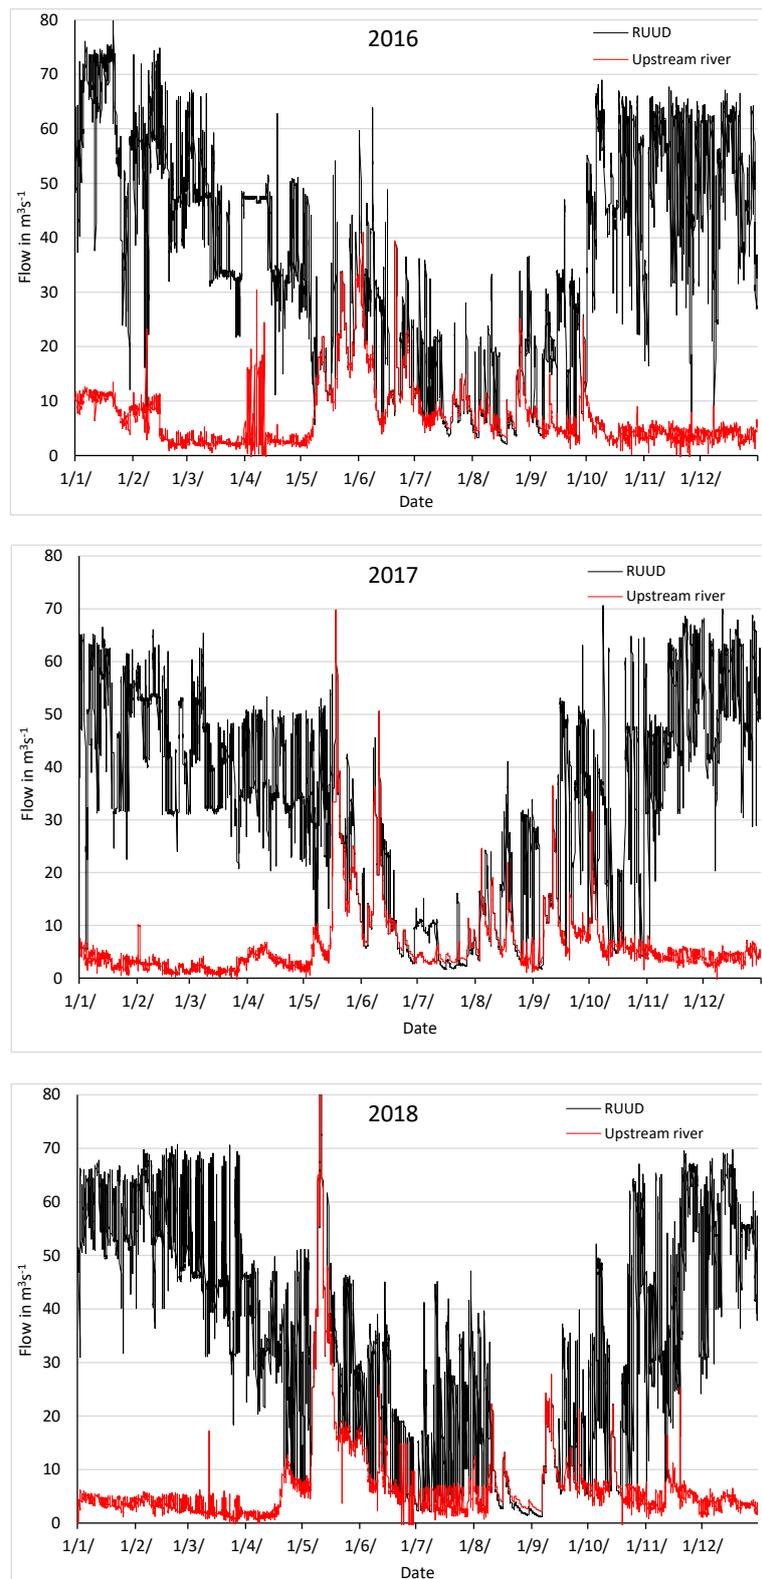 2016
RUUD
Upstream river
80
70
60
50
40
30
20
10
0
Flow in m³s⁻¹
1/1/ 1/2/ 1/3/ 1/4/ 1/5/ 1/6/ 1/7/ 1/8/ 1/9/ 1/10/ 1/11/ 1/12/
Date
2017
RUUD
Upstream river
80
70
60
50
40
30
20
10
0
Flow in m³s⁻¹
1/1/ 1/2/ 1/3/ 1/4/ 1/5/ 1/6/ 1/7/ 1/8/ 1/9/ 1/10/ 1/11/ 1/12/
Date
2018
RUUD
Upstream river
80
70
60
50
40
30
20
10
0
Flow in m³s⁻¹
1/1/ 1/2/ 1/3/ 1/4/ 1/5/ 1/6/ 1/7/ 1/8/ 1/9/ 1/10/ 1/11/ 1/12/
Date